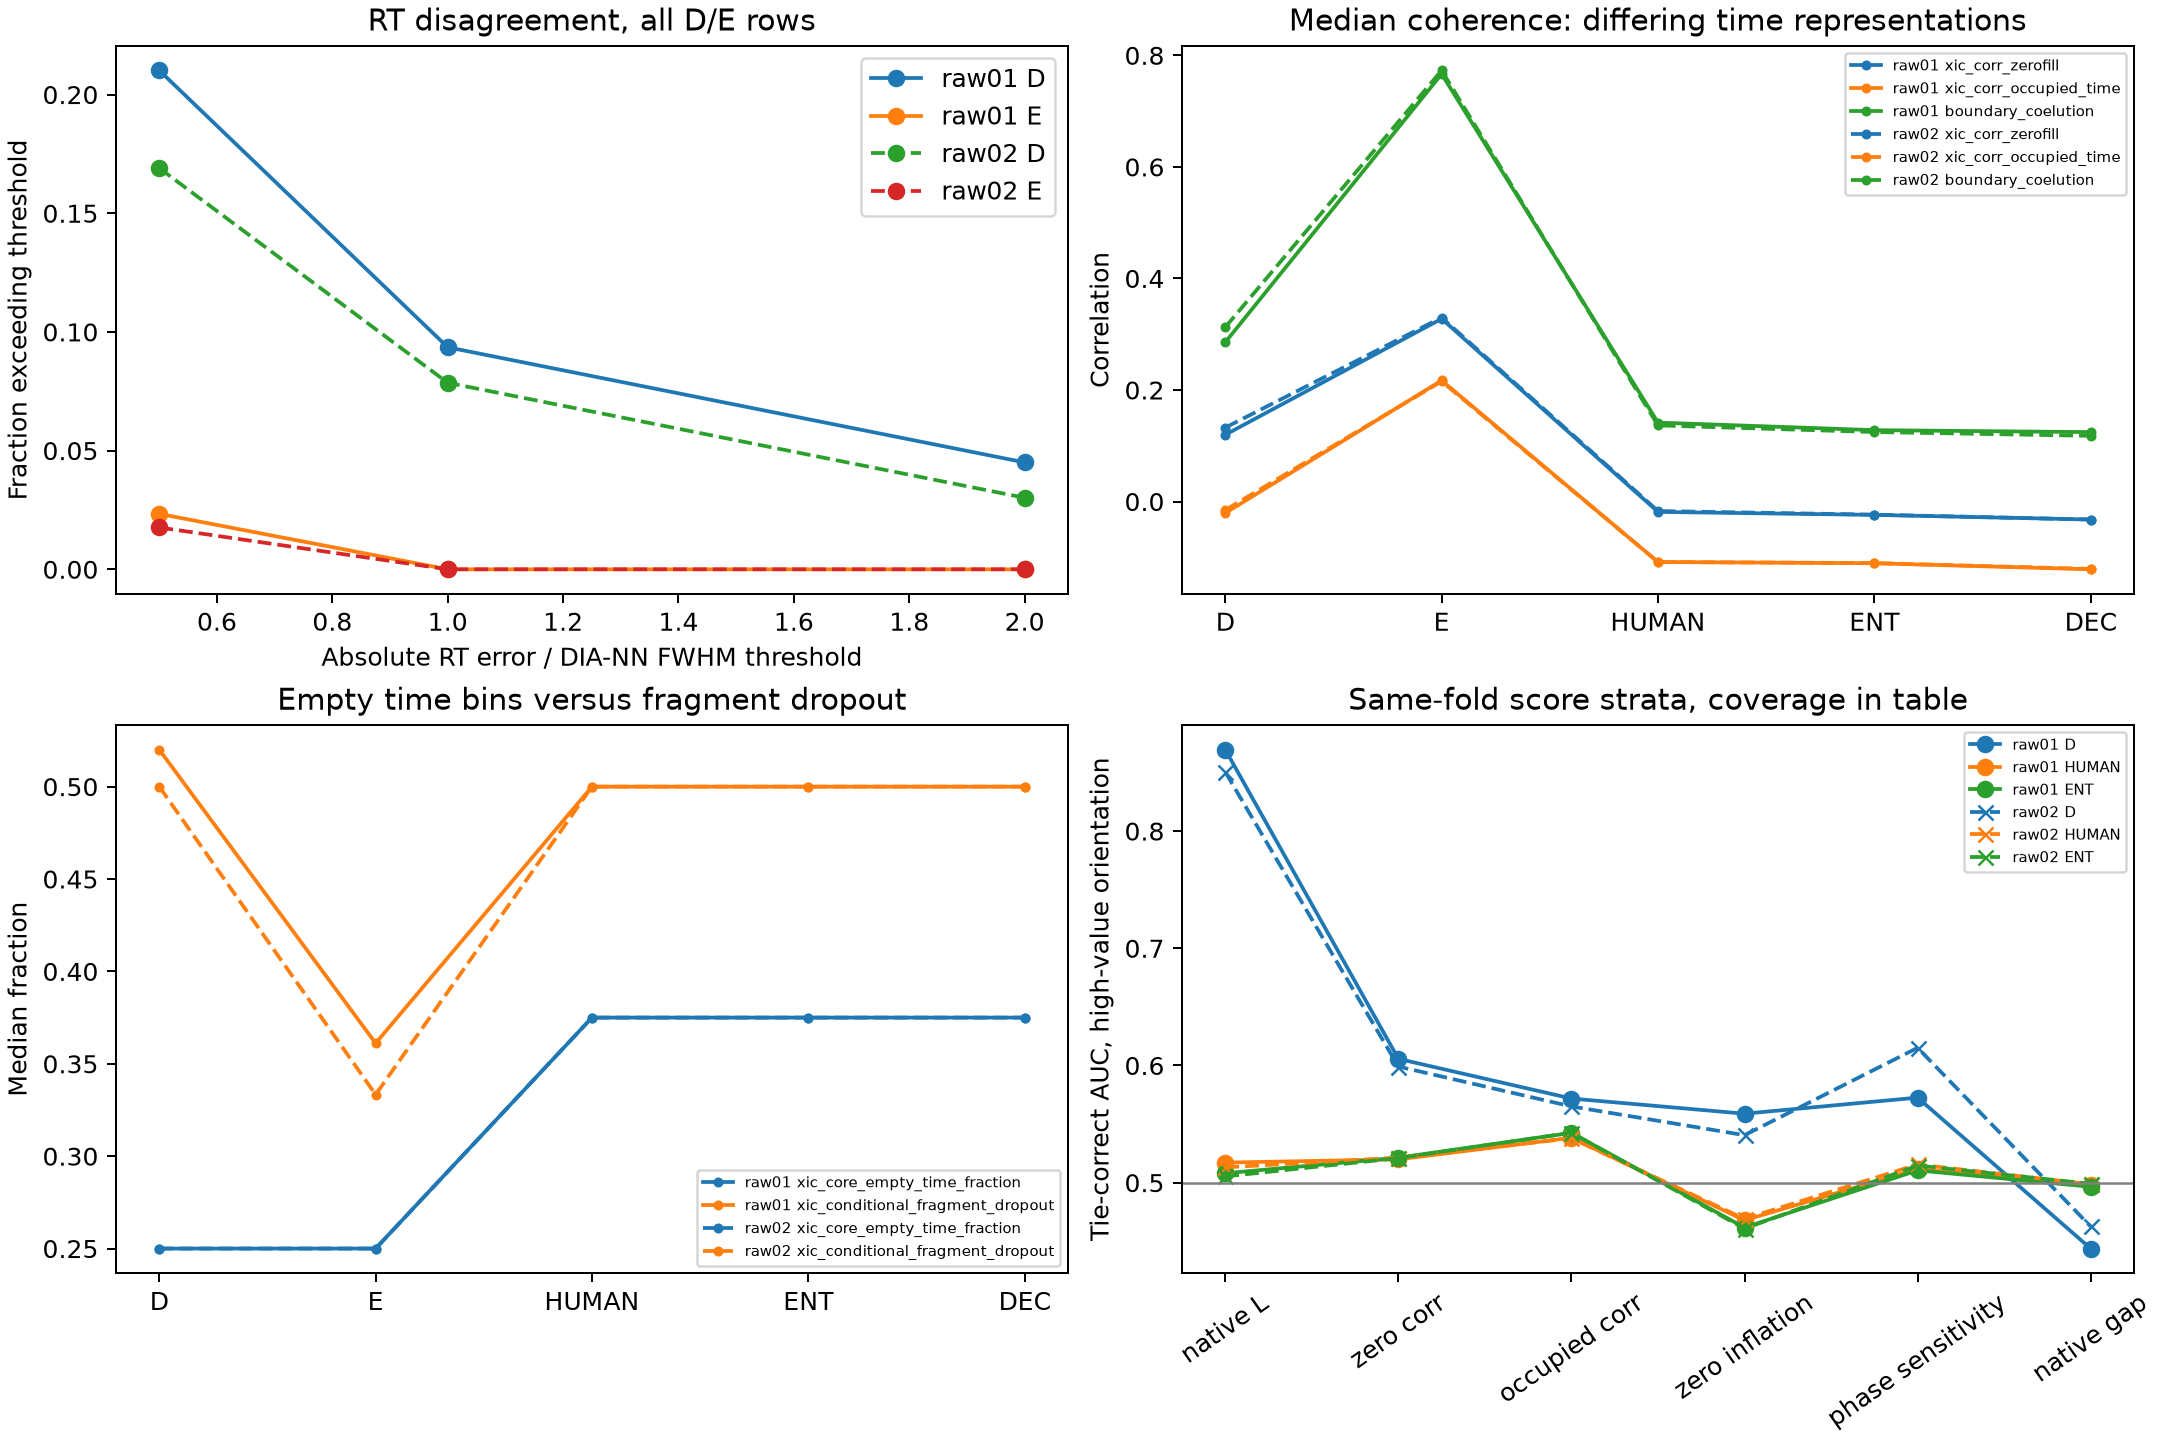 RT disagreement, all D/E rows
Fraction exceeding threshold
0.20
0.15
0.10
0.05
0.00
raw01 D
raw01 E
raw02 D
raw02 E
0.6 0.8 1.0 1.2 1.4 1.6 1.8 2.0
Absolute RT error / DIA-NN FWHM threshold
Median coherence: differing time representations
Correlation
0.8
0.6
0.4
0.2
0.0
raw01 xic_corr_zerofill
raw01 xic_corr_occupied_time
raw01 boundary_coelution
raw02 xic_corr_zerofill
raw02 xic_corr_occupied_time
raw02 boundary_coelution
D E HUMAN ENT DEC
Empty time bins versus fragment dropout
Median fraction
0.50
0.45
0.40
0.35
0.30
0.25
raw01 xic_core_empty_time_fraction
raw01 xic_conditional_fragment_dropout
raw02 xic_core_empty_time_fraction
raw02 xic_conditional_fragment_dropout
D E HUMAN ENT DEC
Same-fold score strata, coverage in table
Tie-correct AUC, high-value orientation
0.8
0.7
0.6
0.5
raw01 D
raw01 HUMAN
raw01 ENT
raw02 D
raw02 HUMAN
raw02 ENT
native L
zero corr
occupied corr
zero inflation
phase sensitivity
native gap